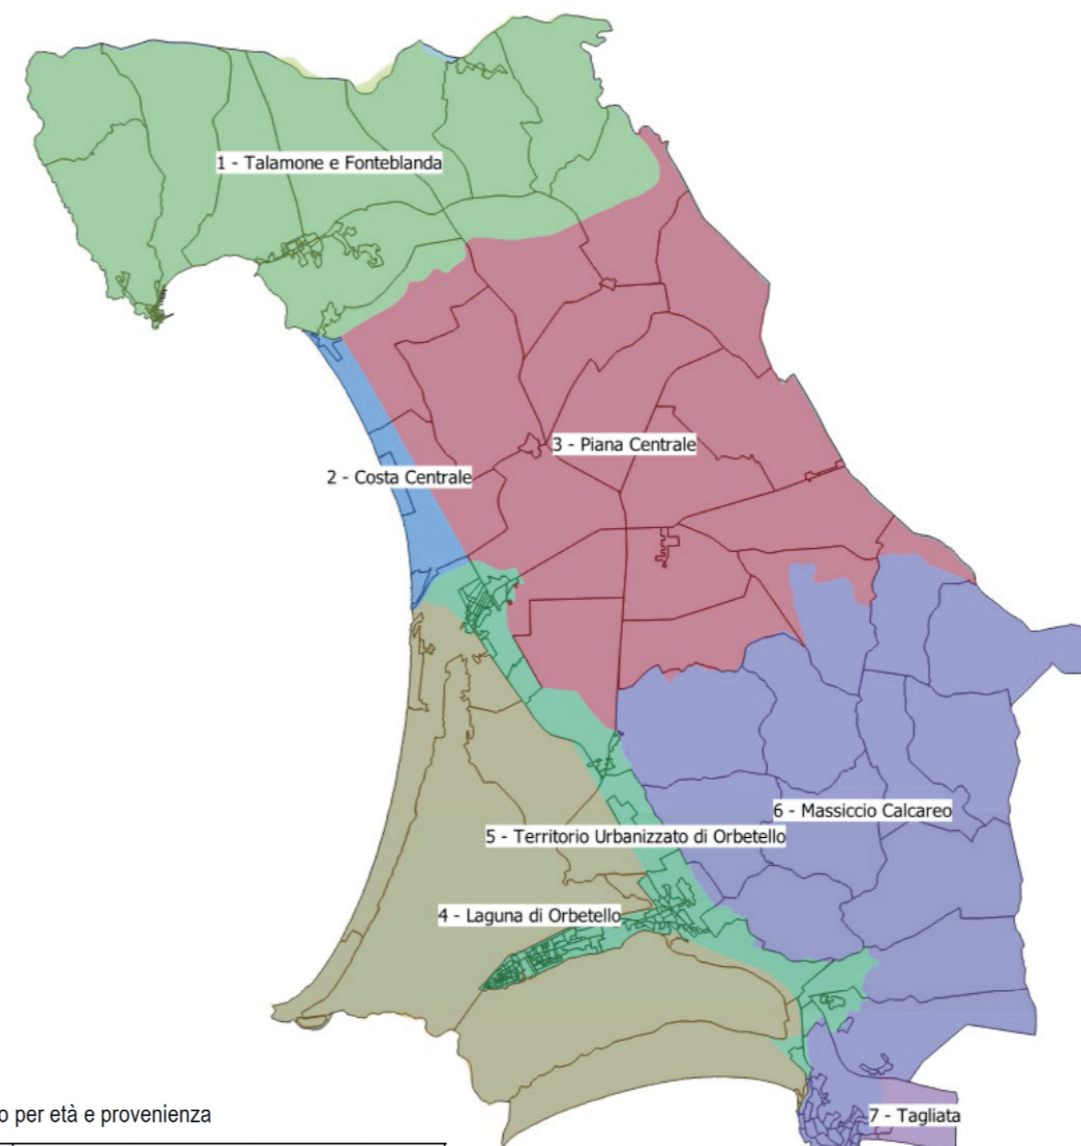 1 - Talamone e Fonteblanda
3 - Piana Centrale
2 - Costa Centrale
6 - Massiccio Calcareo
5 - Territorio Urbanizzato di Orbetello
4 - Laguna di Orbetello
7 - Tagliata
per età e provenienza